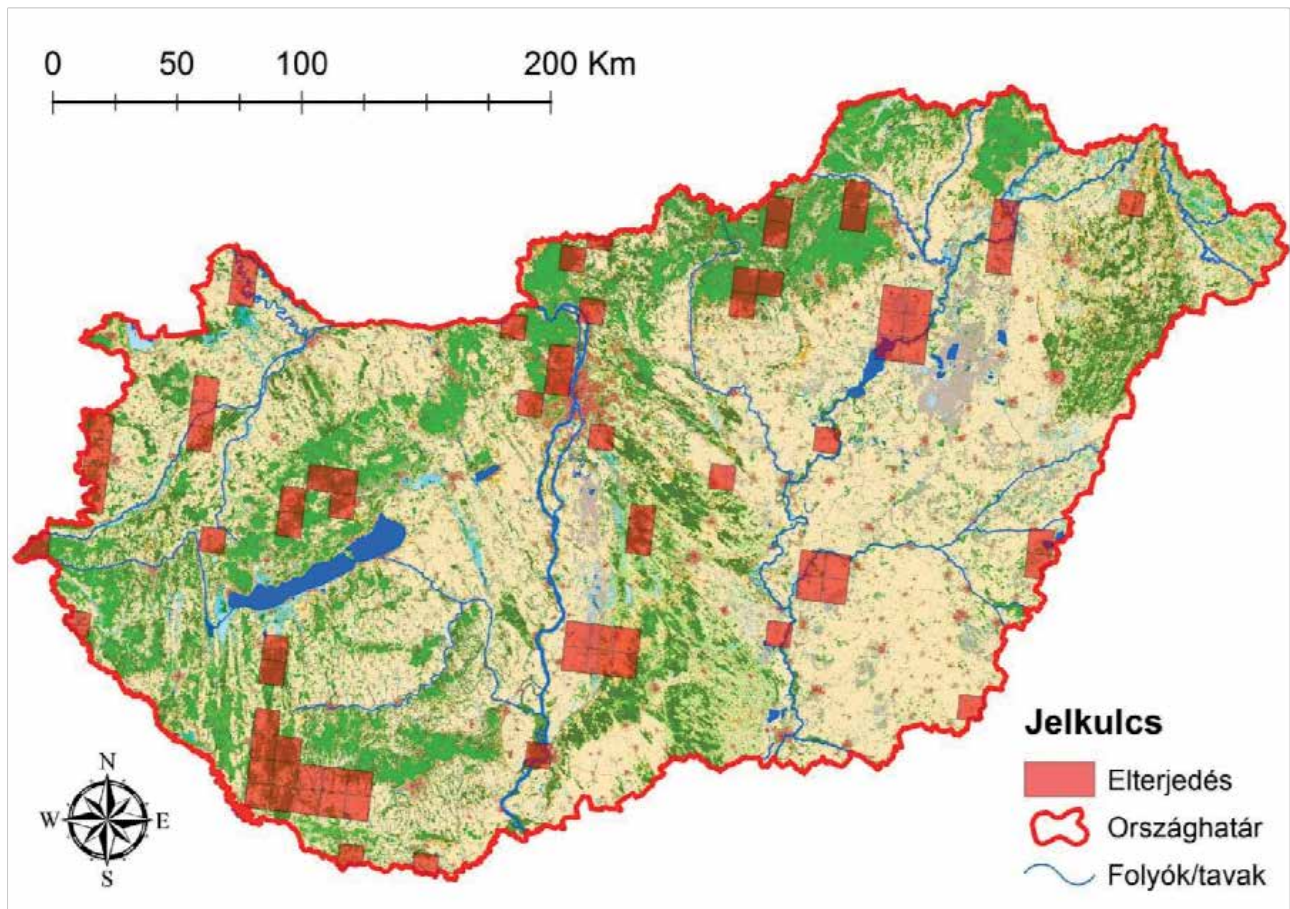 0 50 100 200 Km
Jelkulcs
Elterjedés
Országhatár
Folyók/tavak
N
W E
S